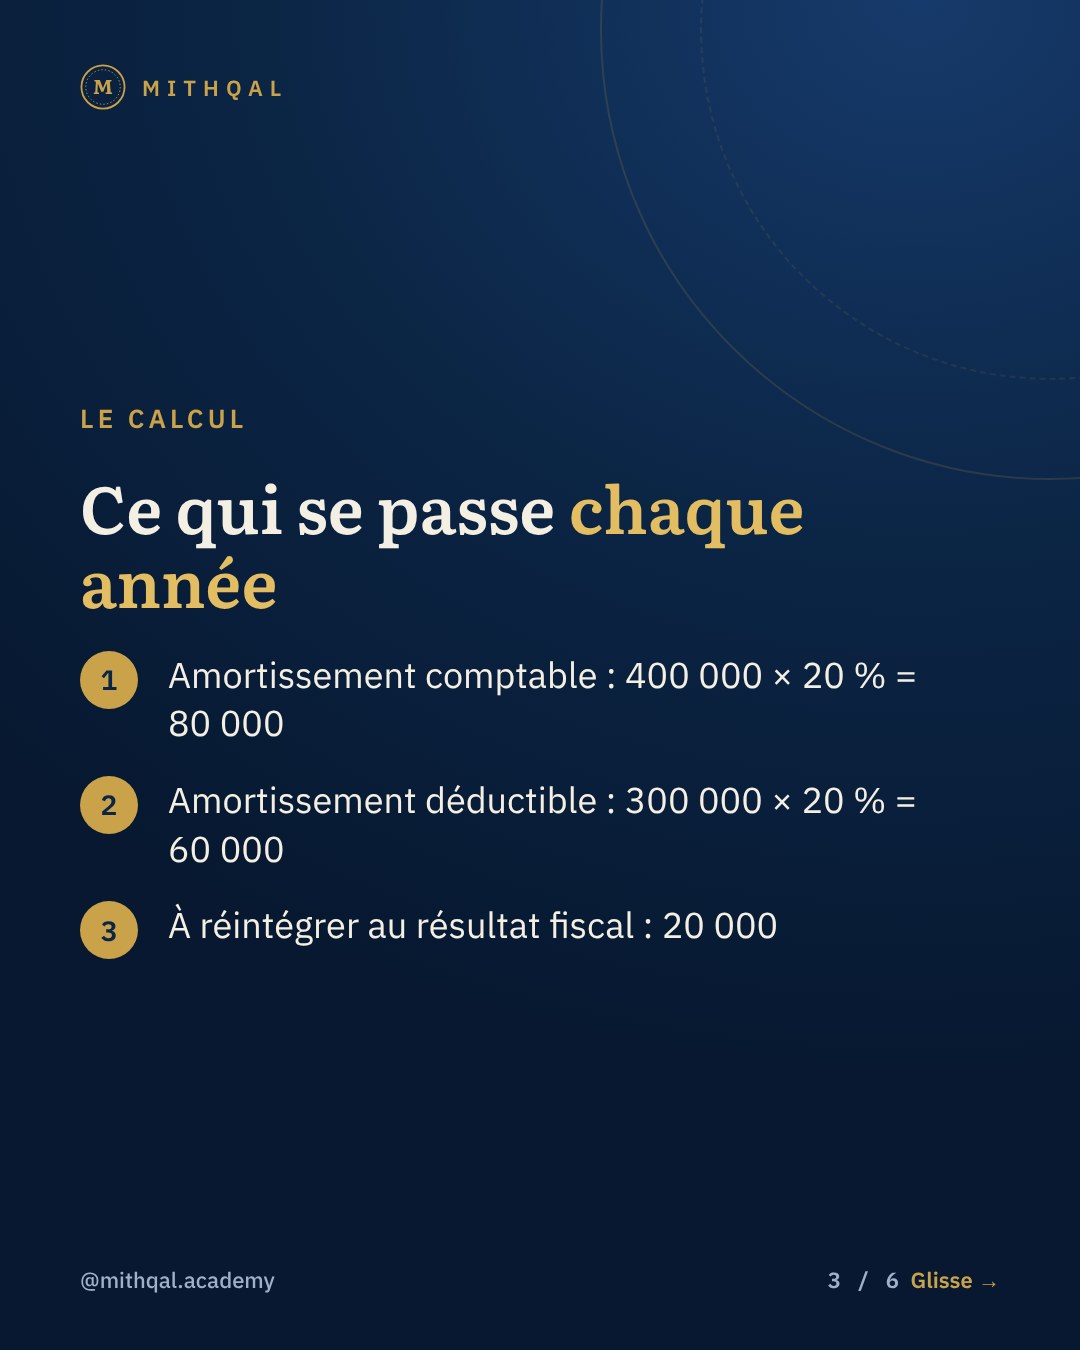 M MITHQAL
LE CALCUL
Ce qui se passe chaque
année
1 Amortissement comptable : 400 000 × 20 % =
80 000
2 Amortissement déductible : 300 000 × 20 % =
60 000
3 À réintégrer au résultat fiscal : 20 000
@mithqal.academy 3 / 6 Glisse →